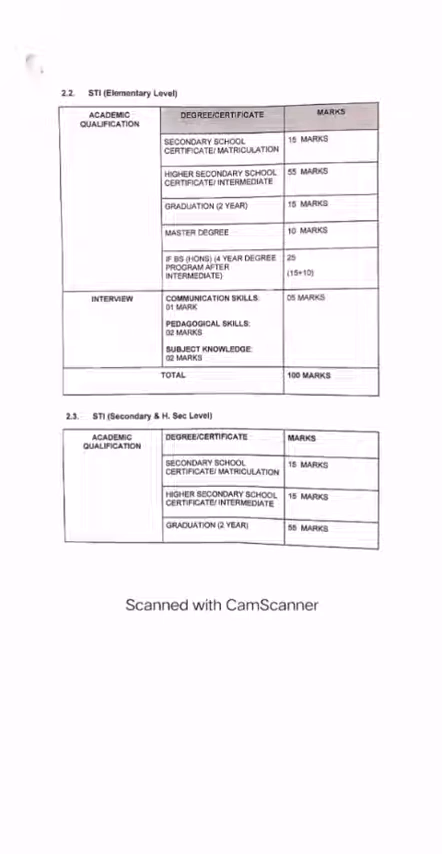 2.2. STI (Elementary Level)
ACADEMIC QUALIFICATION DEGREE/CERTIFICATE MARKS
SECONDARY SCHOOL CERTIFICATE/ MATRICULATION 15 MARKS
HIGHER SECONDARY SCHOOL CERTIFICATE/ INTERMEDIATE 55 MARKS
GRADUATION (2 YEAR) 15 MARKS
MASTER DEGREE 10 MARKS
IF BS (HONS) (4 YEAR DEGREE PROGRAM AFTER INTERMEDIATE) 25 (15+10)
INTERVIEW COMMUNICATION SKILLS: 05 MARKS
01 MARK
PEDAGOGICAL SKILLS:
02 MARKS
SUBJECT KNOWLEDGE:
02 MARKS
TOTAL 100 MARKS
2.3. STI (Secondary & H. Sec Level)
ACADEMIC QUALIFICATION DEGREE/CERTIFICATE MARKS
SECONDARY SCHOOL CERTIFICATE/ MATRICULATION 15 MARKS
HIGHER SECONDARY SCHOOL CERTIFICATE/ INTERMEDIATE 15 MARKS
GRADUATION (2 YEAR) 55 MARKS
Scanned with CamScanner